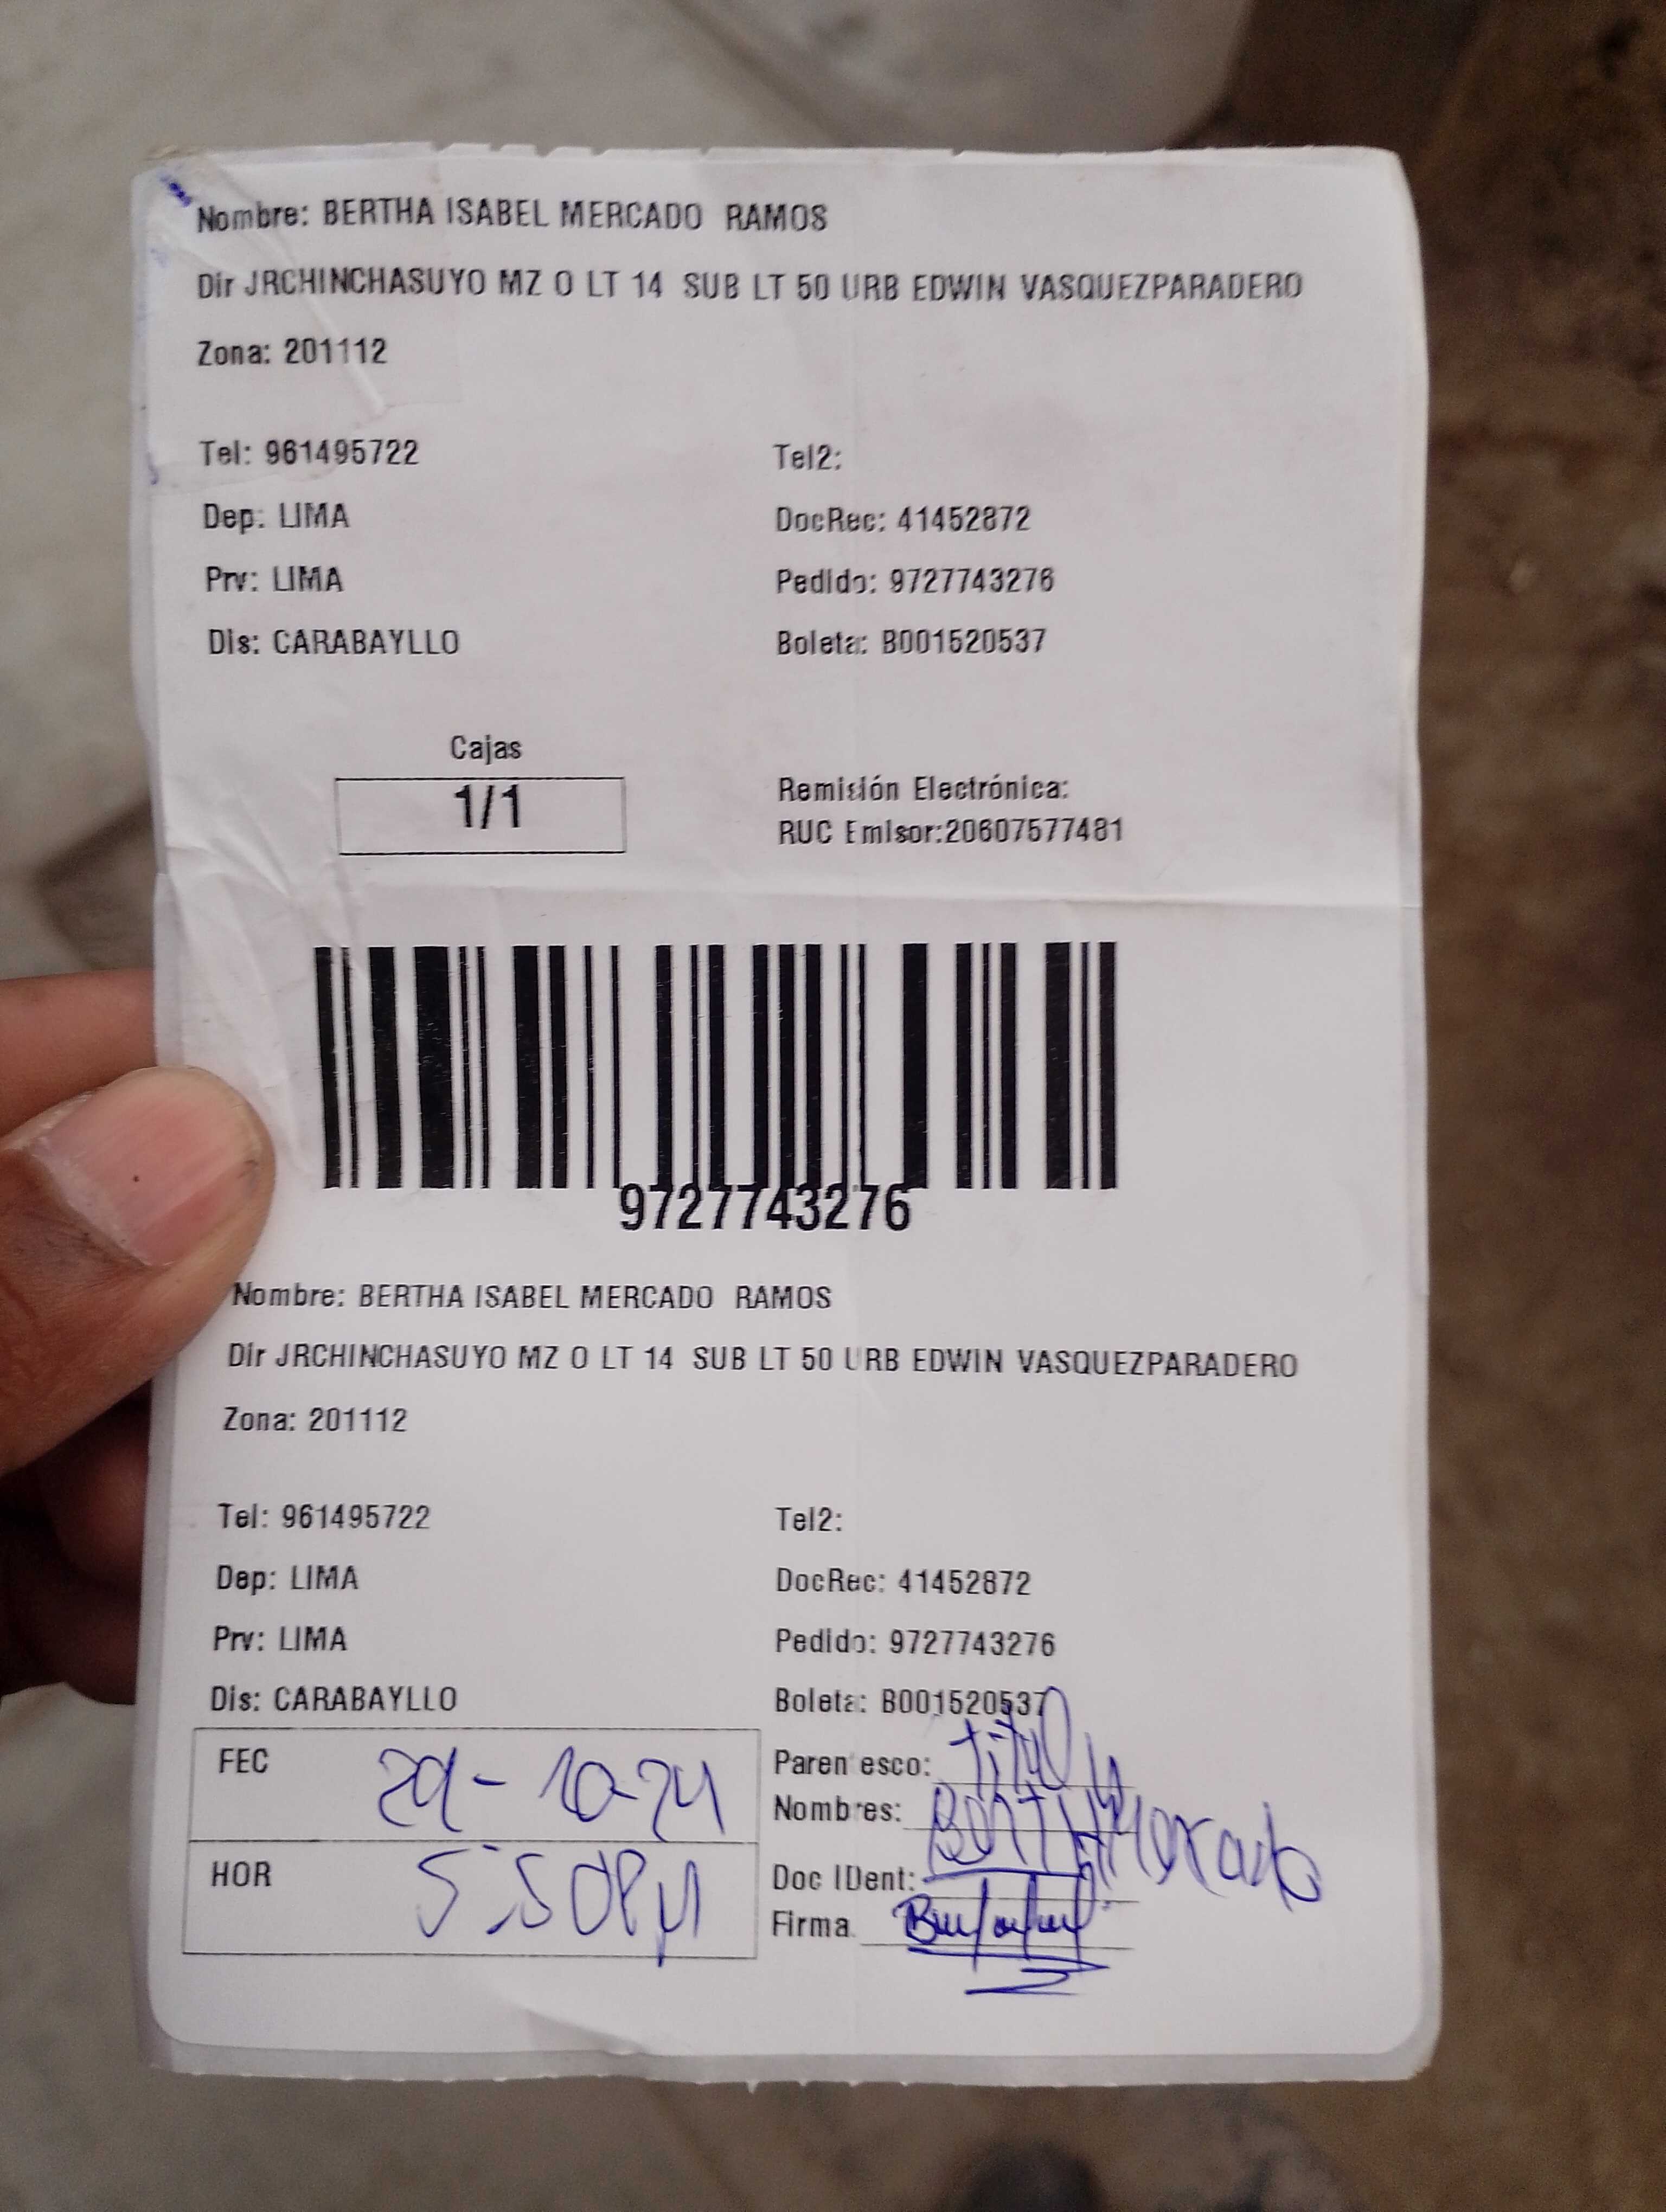 Nombre: BERTHA ISABEL MERCADO RAMOS
Dir JRCHINCHASUYO MZ O LT 14 SUB LT 50 URB EDWIN VASQUEZPARADERO
Zona: 201112
Tel: 961495722 Tel2:
Dep: LIMA DocRec: 41452872
Prv: LIMA Pedido: 9727743276
Dis: CARABAYLLO Boleta: B001520537
Cajas
1/1
Remisión Electrónica:
RUC Emisor:20607577481
9727743276
Nombre: BERTHA ISABEL MERCADO RAMOS
Dir JRCHINCHASUYO MZ O LT 14 SUB LT 50 URB EDWIN VASQUEZPARADERO
Zona: 201112
Tel: 961495722 Tel2:
Dep: LIMA DocRec: 41452872
Prv: LIMA Pedido: 9727743276
Dis: CARABAYLLO Boleta: B001520537
FEC 29-10-24
HOR 5:50PM
Parentesco:
Nombres: Mercado
Doc IDent:
Firma